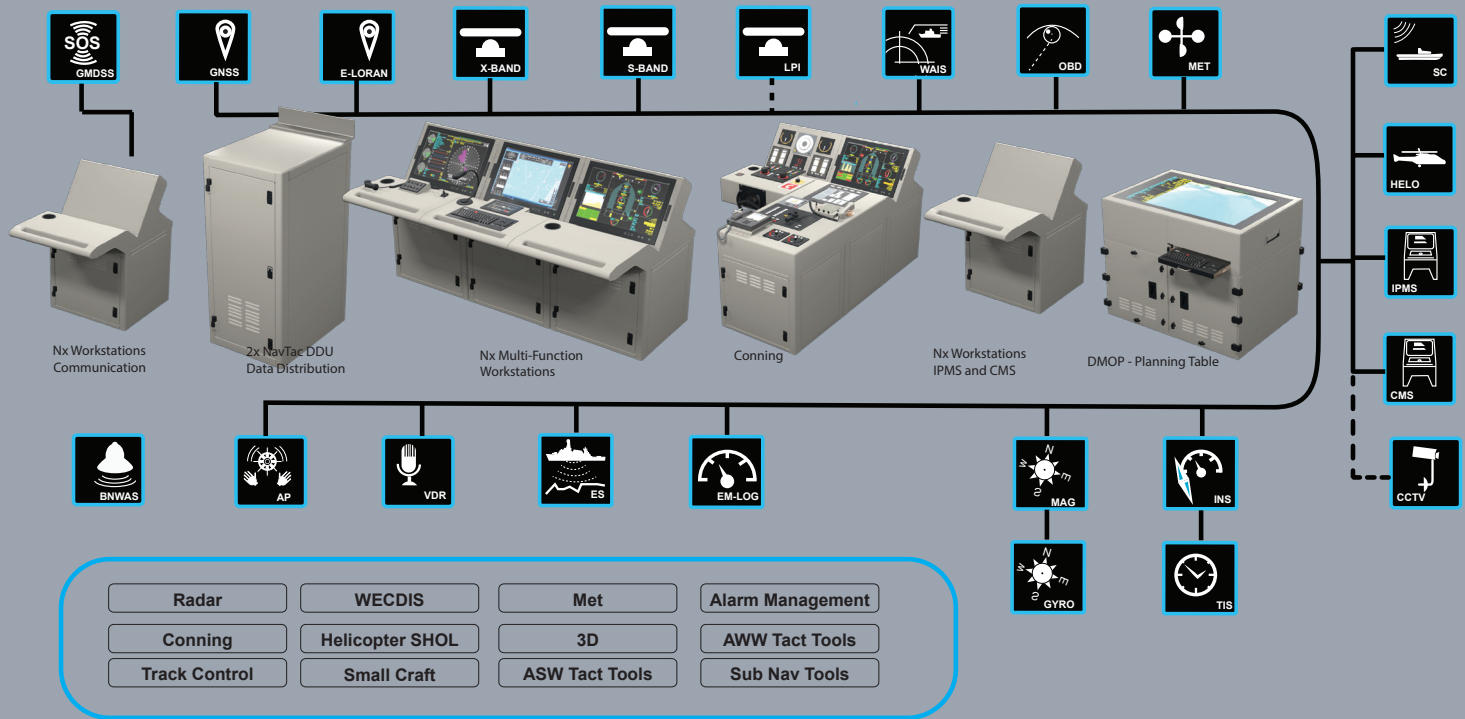 SOS
GMDSS
GNSS
E-LORAN
X-BAND
S-BAND
LPI
WAIS
OBD
MET
SC
HELO
IPMS
CMS
CCTV
Nx Workstations
Communication
2x NavTac DDU
Data Distribution
Nx Multi-Function
Workstations
Conning
Nx Workstations
IPMS and CMS
DMOP - Planning Table
BNWAS
AP
VDR
ES
EM-LOG
N
E
S
W
MAG
INS
N
E
S
W
GYRO
TIS
Radar
WECDIS
Met
Alarm Management
Conning
Helicopter SHOL
3D
AWW Tact Tools
Track Control
Small Craft
ASW Tact Tools
Sub Nav Tools